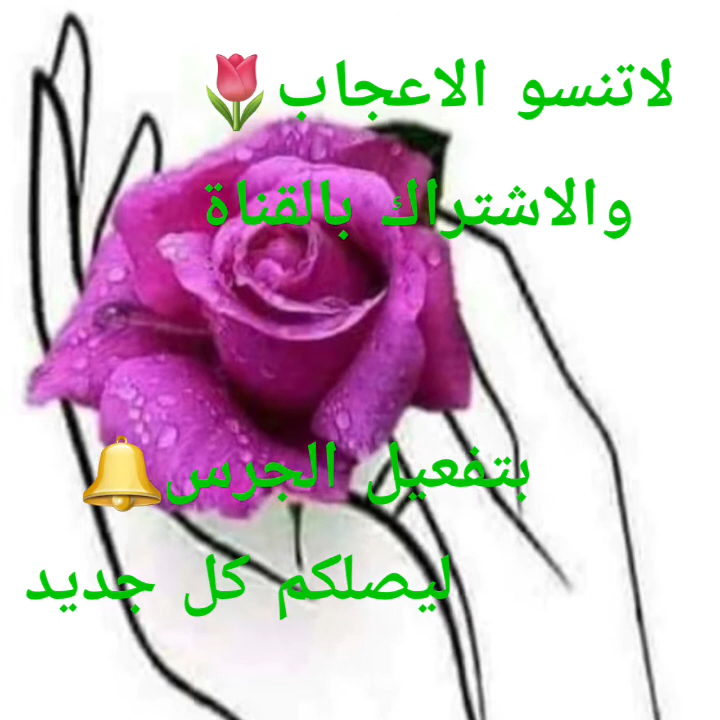 لاتنسو الاعجاب🌷
والاشتراك بالقناة
بتفعيل الجرس🔔
ليصلكم كل جديد